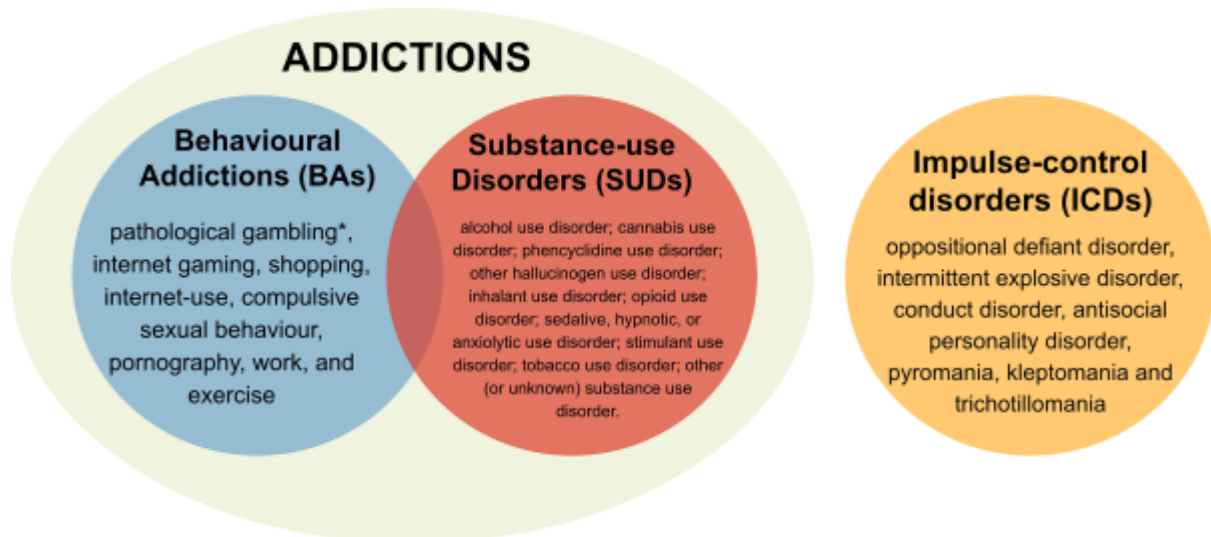 ADDICTIONS
Behavioural
Addictions (BAs)
pathological gambling*,
internet gaming, shopping,
internet-use, compulsive
sexual behaviour,
pornography, work, and
exercise
Substance-use
Disorders (SUDs)
alcohol use disorder; cannabis use
disorder; phencyclidine use disorder;
other hallucinogen use disorder;
inhalant use disorder; opioid use
disorder; sedative, hypnotic, or
anxiolytic use disorder; stimulant use
disorder; tobacco use disorder; other
(or unknown) substance use
disorder.
Impulse-control
disorders (ICDs)
oppositional defiant disorder,
intermittent explosive disorder,
conduct disorder, antisocial
personality disorder,
pyromania, kleptomania and
trichotillomania